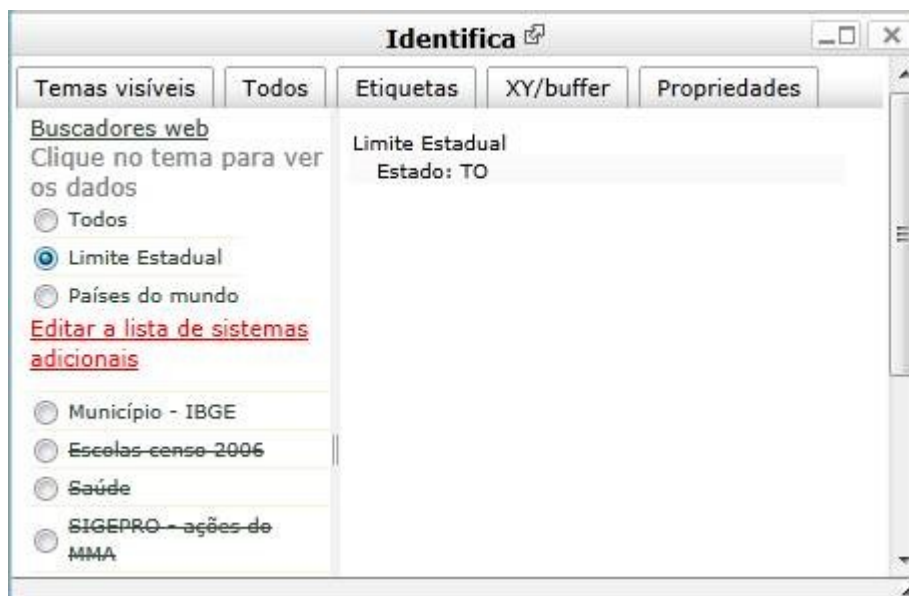 Identifica
Temas visíveis
Todos
Etiquetas
XY/buffer
Propriedades
Buscadores web
Clique no tema para ver
os dados
Todos
Limite Estadual
Países do mundo
Editar a lista de sistemas
adicionais
Município - IBGE
Escolas censo 2006
Saúde
SIGEPRO - ações do
MMA
Limite Estadual
Estado: TO